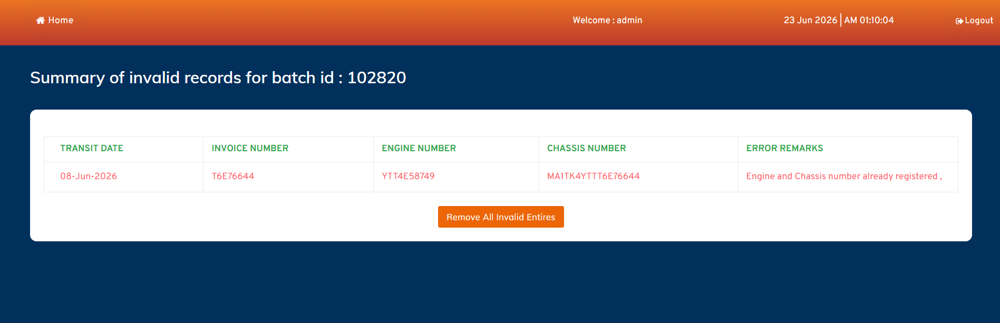 Home
Welcome : admin
23 Jun 2026 | AM 01:10:04
Logout
Summary of invalid records for batch id : 102820
TRANSIT DATE INVOICE NUMBER ENGINE NUMBER CHASSIS NUMBER ERROR REMARKS
08-Jun-2026 T6E76644 YTT4E58749 MA1TK4YTTT6E76644 Engine and Chassis number already registered ,
Remove All Invalid Entires